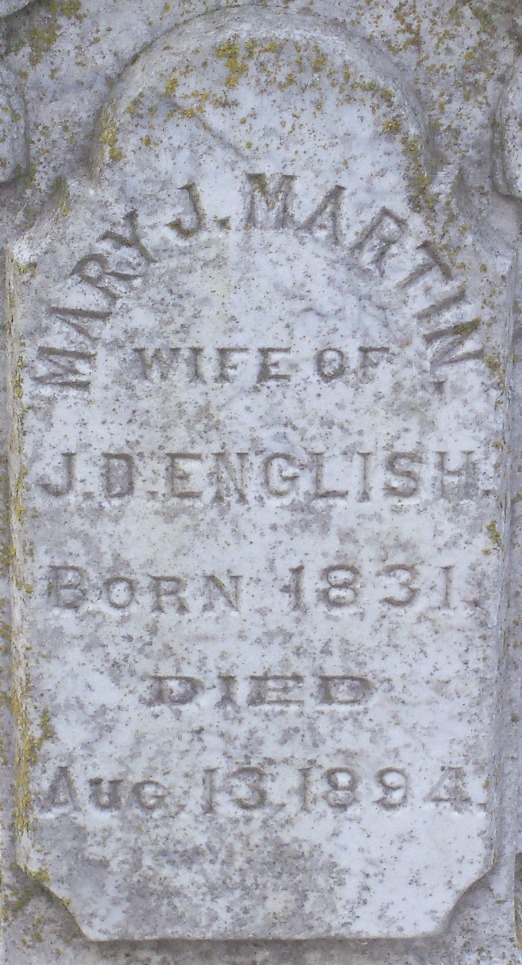 MARY J. MARTIN,
WIFE OF
J.D. ENGLISH.
BORN 1831.
DIED
AUG. 13. 1894.